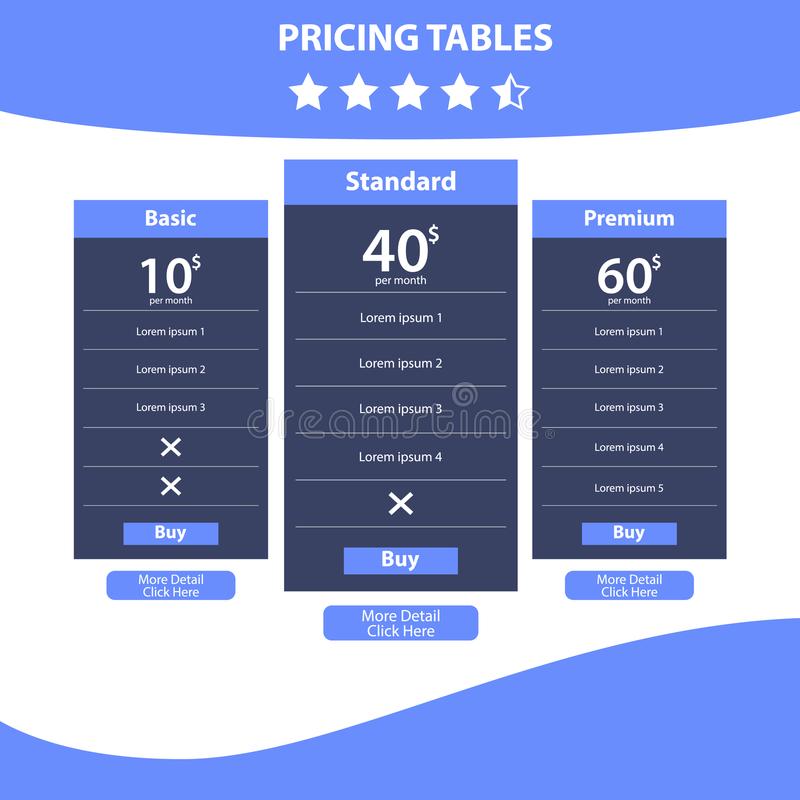 PRICING TABLES
Basic
10$
per month
Lorem ipsum 1
Lorem ipsum 2
Lorem ipsum 3
Buy
More Detail
Click Here
Standard
40$
per month
Lorem ipsum 1
Lorem ipsum 2
Lorem ipsum 3
Lorem ipsum 4
Buy
More Detail
Click Here
Premium
60$
per month
Lorem ipsum 1
Lorem ipsum 2
Lorem ipsum 3
Lorem ipsum 4
Lorem ipsum 5
Buy
More Detail
Click Here
dreamstime